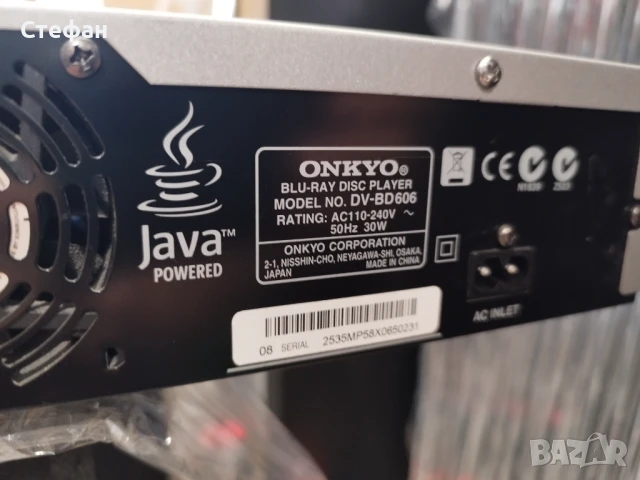 Стефан
Java™
POWERED
ONKYO®
BLU-RAY DISC PLAYER
MODEL NO. DV-BD606
RATING: AC110-240V ~
50Hz 30W
ONKYO CORPORATION
2-1, NISSHIN-CHO, NEYAGAWA-SHI, OSAKA,
JAPAN MADE IN CHINA
CE
AC INLET
08 SERIAL 2535MP58X0650231
BAZAR